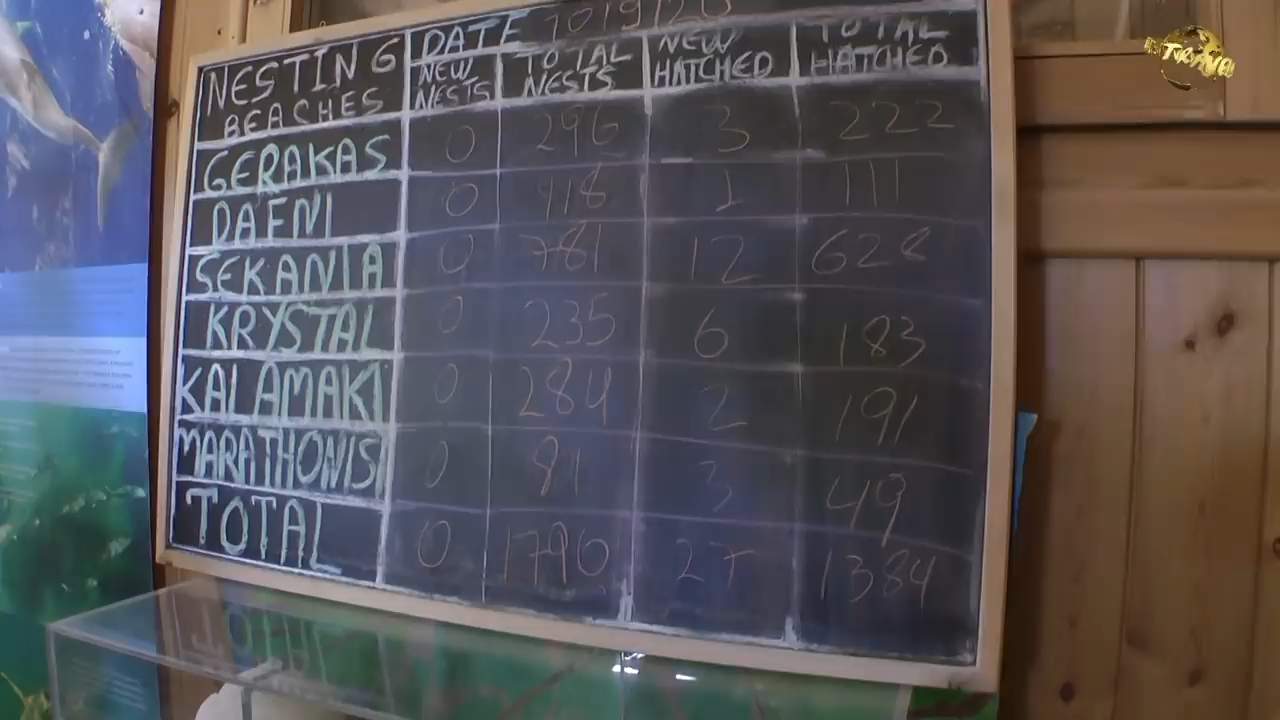 NESTING BEACHES DATE
NEW NESTS TOTAL NESTS NEW HATCHED TOTAL HATCHED
GERAKAS 0 296 3 222
DAFNI 0 118 1 111
SEKANIA 0 781 12 628
KRYSTAL 0 235 6 183
KALAMAKI 0 284 2 191
MARATHONISI 0 81 3 49
TOTAL 0 1790 27 1384